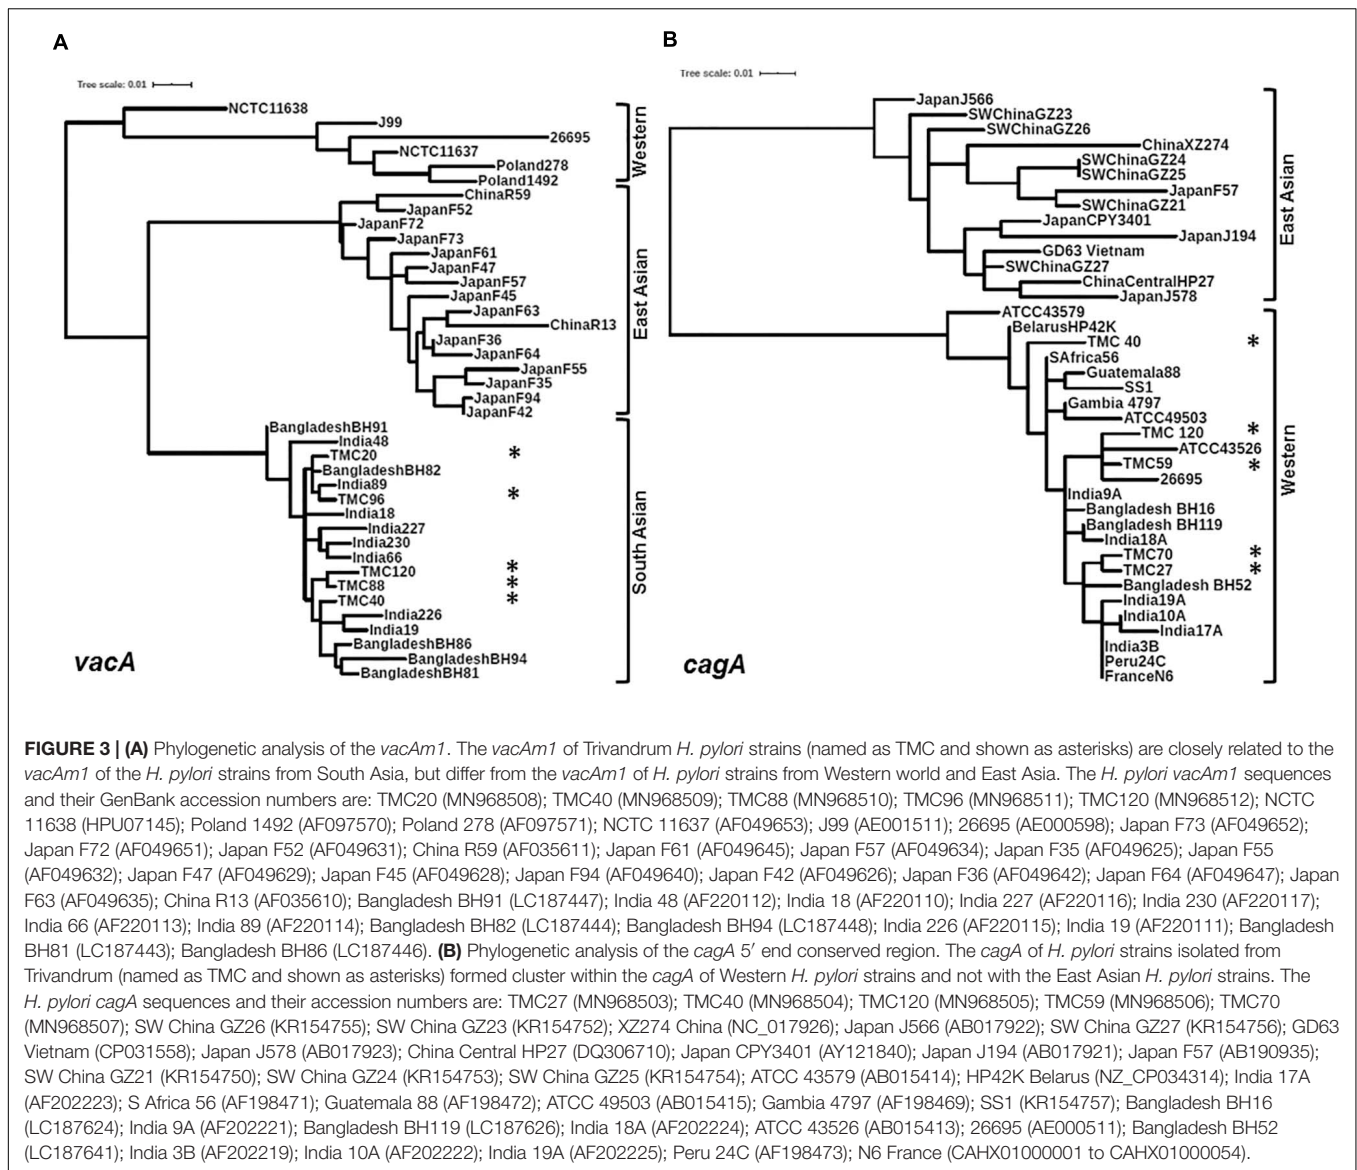 A
Tree scale: 0.01
NCTC11638
J99
26695
NCTC11637
Poland278
Poland1492
Western
ChinaR59
JapanF52
JapanF72
JapanF73
JapanF61
JapanF47
JapanF57
JapanF45
JapanF63
ChinaR13
JapanF36
JapanF64
JapanF55
JapanF35
JapanF94
JapanF42
East Asian
BangladeshBH91
India48
TMC20 *
BangladeshBH82
India89
TMC96 *
India18
India227
India230
India66
TMC120 *
TMC88 *
TMC40 *
India226
India19
BangladeshBH86
BangladeshBH94
BangladeshBH81
South Asian
vacA
B
Tree scale: 0.01
JapanJ566
SWChinaGZ23
SWChinaGZ26
ChinaXZ274
SWChinaGZ24
SWChinaGZ25
JapanF57
SWChinaGZ21
JapanCPY3401
JapanJ194
GD63 Vietnam
SWChinaGZ27
ChinaCentralHP27
JapanJ578
East Asian
ATCC43579
BelarusHP42K
TMC 40 *
SAfrica56
Guatemala88
SS1
Gambia 4797
ATCC49503
TMC 120 *
ATCC43526
TMC59 *
26695
India9A
Bangladesh BH16
Bangladesh BH119
India18A
TMC70 *
TMC27 *
Bangladesh BH52
India19A
India10A
India17A
India3B
Peru24C
FranceN6
Western
cagA
FIGURE 3 | (A) Phylogenetic analysis of the vacAm1. The vacAm1 of Trivandrum H. pylori strains (named as TMC and shown as asterisks) are closely related to the
vacAm1 of the H. pylori strains from South Asia, but differ from the vacAm1 of H. pylori strains from Western world and East Asia. The H. pylori vacAm1 sequences
and their GenBank accession numbers are: TMC20 (MN968508); TMC40 (MN968509); TMC88 (MN968510); TMC96 (MN968511); TMC120 (MN968512); NCTC
11638 (HPU07145); Poland 1492 (AF097570); Poland 278 (AF097571); NCTC 11637 (AF049653); J99 (AE001511); 26695 (AE000598); Japan F73 (AF049652);
Japan F72 (AF049651); Japan F52 (AF049631); China R59 (AF035611); Japan F61 (AF049645); Japan F57 (AF049634); Japan F35 (AF049625); Japan F55
(AF049632); Japan F47 (AF049629); Japan F45 (AF049628); Japan F94 (AF049640); Japan F42 (AF049626); Japan F36 (AF049642); Japan F64 (AF049647); Japan
F63 (AF049635); China R13 (AF035610); Bangladesh BH91 (LC187447); India 48 (AF220112); India 18 (AF220110); India 227 (AF220116); India 230 (AF220117);
India 66 (AF220113); India 89 (AF220114); Bangladesh BH82 (LC187444); Bangladesh BH94 (LC187448); India 226 (AF220115); India 19 (AF220111); Bangladesh
BH81 (LC187443); Bangladesh BH86 (LC187446). (B) Phylogenetic analysis of the cagA 5′ end conserved region. The cagA of H. pylori strains isolated from
Trivandrum (named as TMC and shown as asterisks) formed cluster within the cagA of Western H. pylori strains and not with the East Asian H. pylori strains. The
H. pylori cagA sequences and their accession numbers are: TMC27 (MN968503); TMC40 (MN968504); TMC120 (MN968505); TMC59 (MN968506); TMC70
(MN968507); SW China GZ26 (KR154755); SW China GZ23 (KR154752); XZ274 China (NC_017926); Japan J566 (AB017922); SW China GZ27 (KR154756); GD63
Vietnam (CP031558); Japan J578 (AB017923); China Central HP27 (DQ306710); Japan CPY3401 (AY121840); Japan J194 (AB017921); Japan F57 (AB190935);
SW China GZ21 (KR154750); SW China GZ24 (KR154753); SW China GZ25 (KR154754); ATCC 43579 (AB015414); HP42K Belarus (NZ_CP034314); India 17A
(AF202223); S Africa 56 (AF198471); Guatemala 88 (AF198472); ATCC 49503 (AB015415); Gambia 4797 (AF198469); SS1 (KR154757); Bangladesh BH16
(LC187624); India 9A (AF202221); Bangladesh BH119 (LC187626); India 18A (AF202224); ATCC 43526 (AB015413); 26695 (AE000511); Bangladesh BH52
(LC187641); India 3B (AF202219); India 10A (AF202222); India 19A (AF202225); Peru 24C (AF198473); N6 France (CAHX01000001 to CAHX01000054).